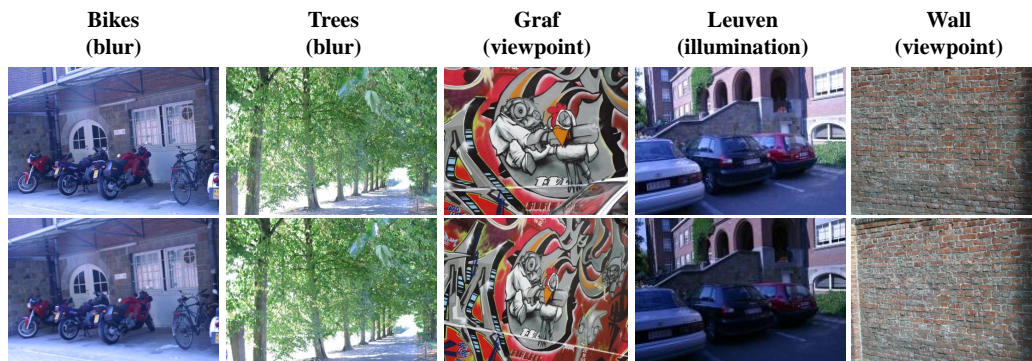 Bikes
(blur)
Trees
(blur)
Graf
(viewpoint)
Leuven
(illumination)
Wall
(viewpoint)